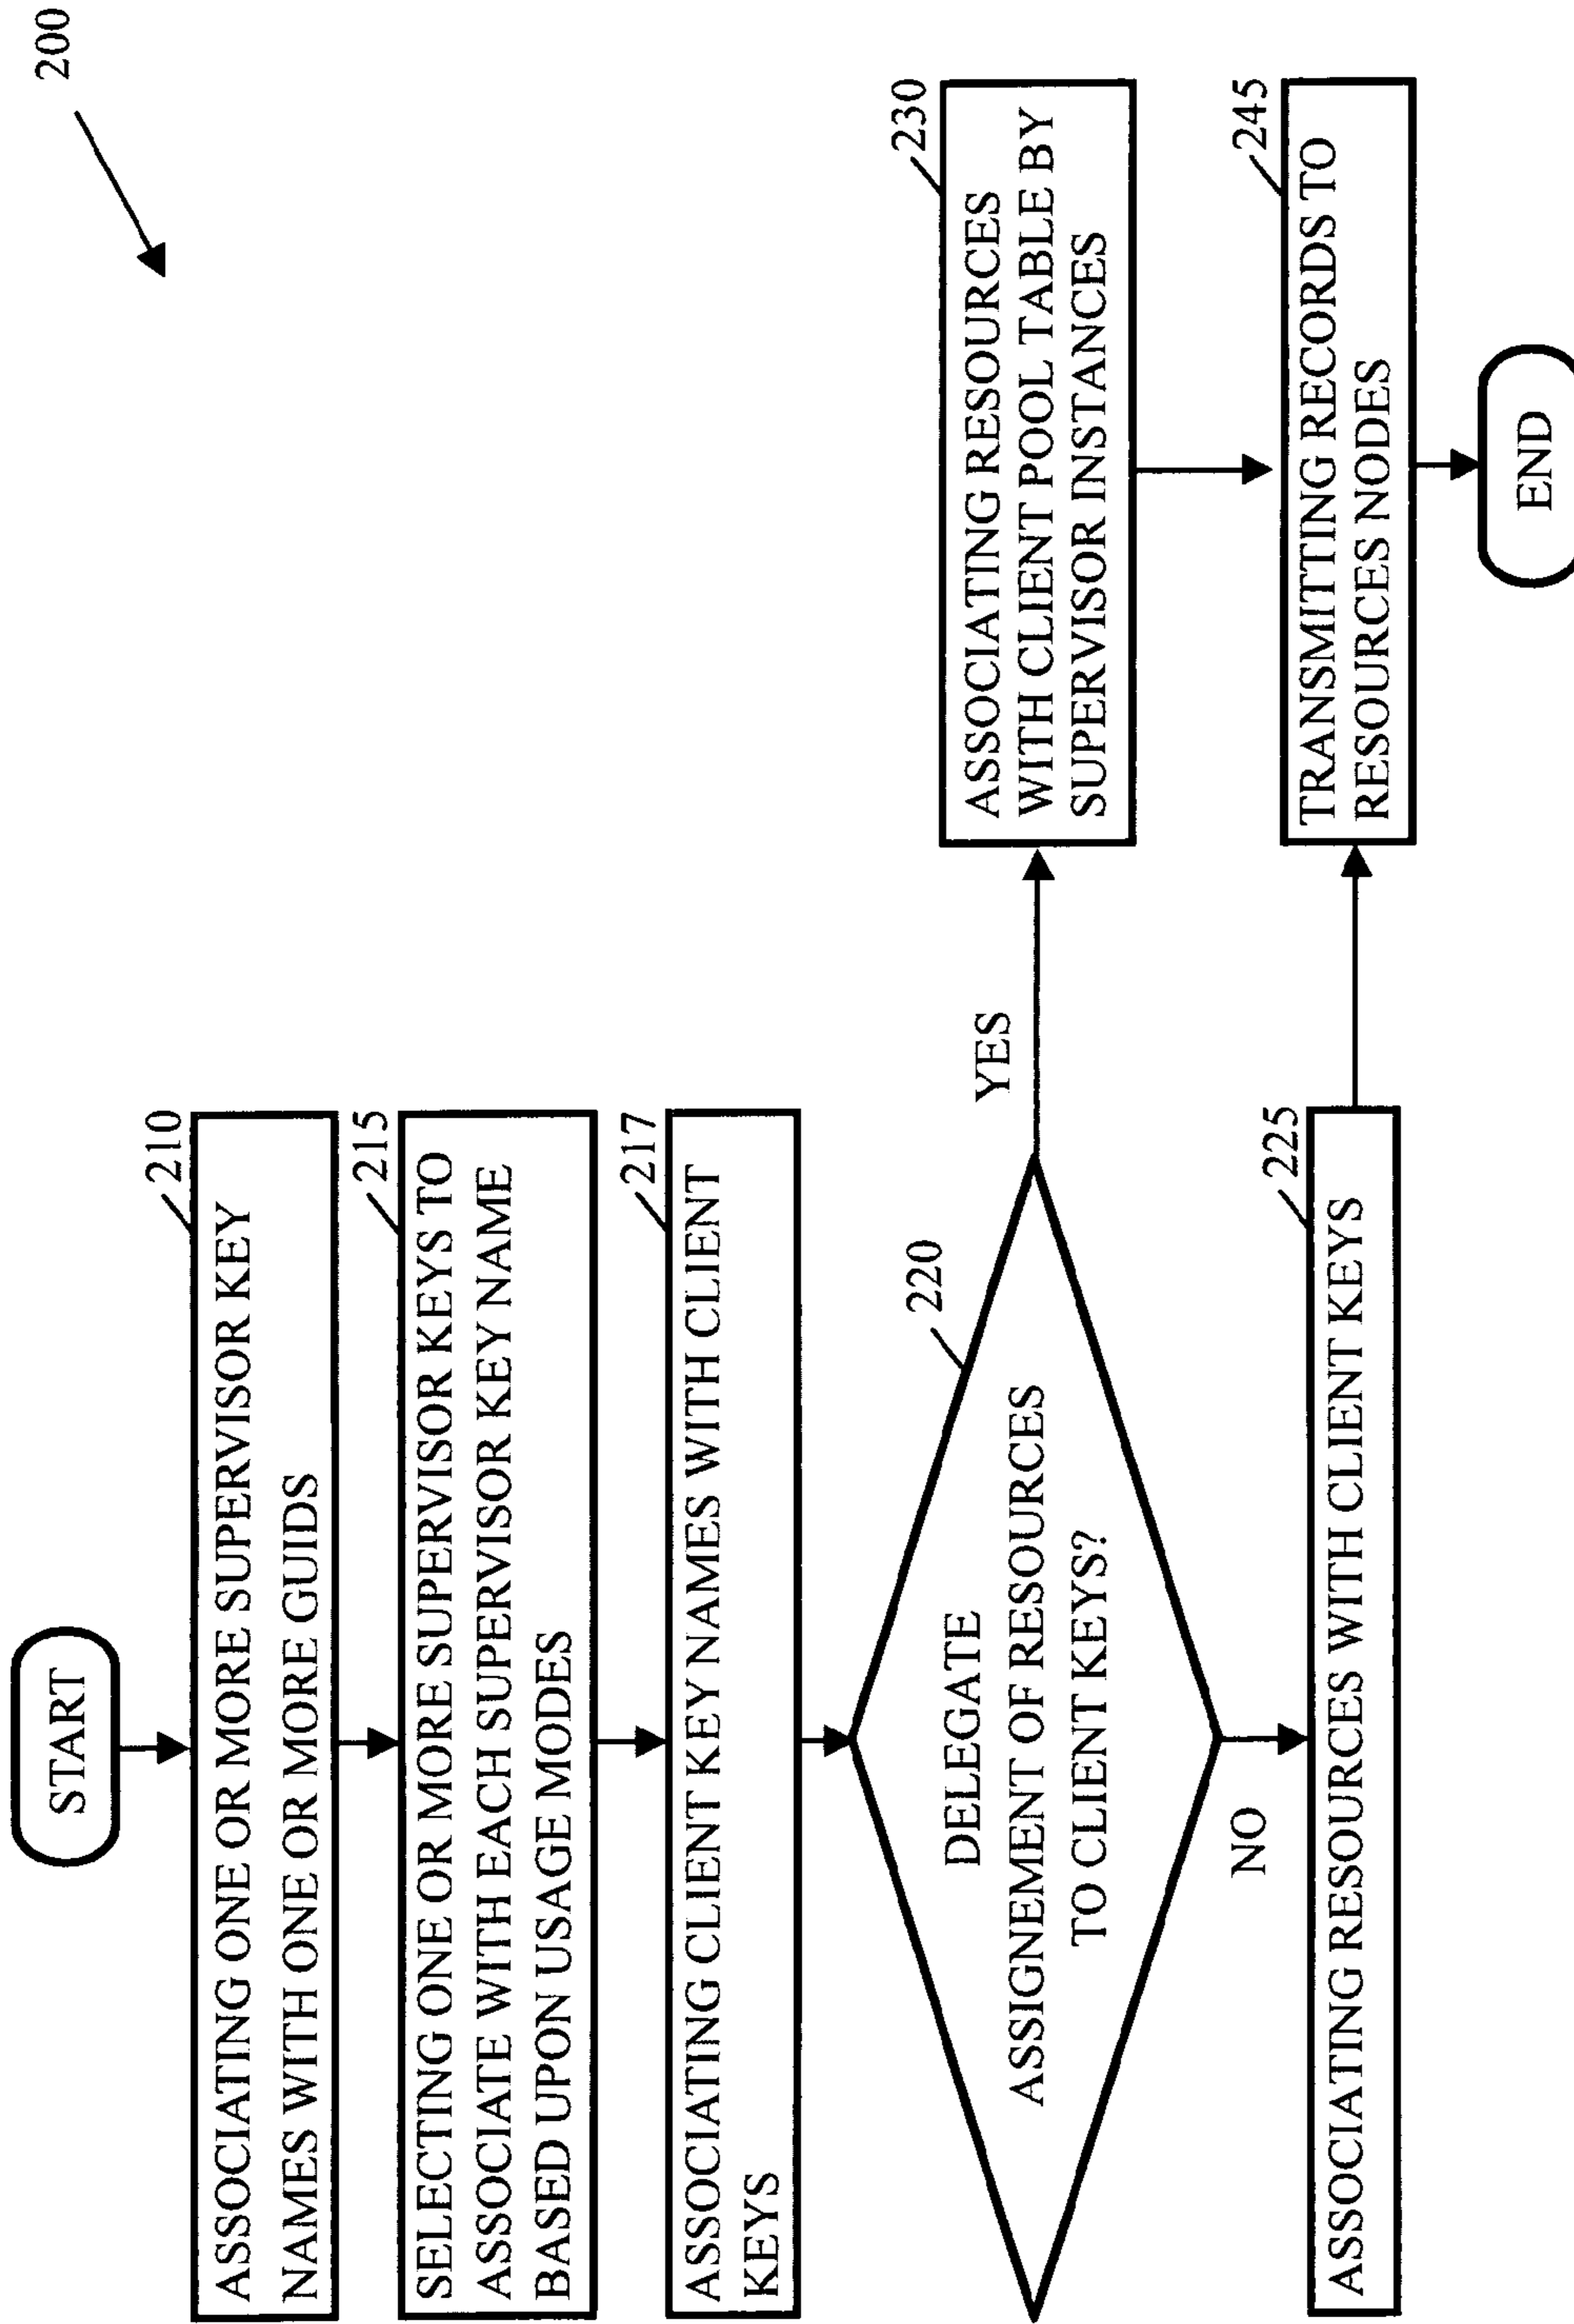 200
START
210
ASSOCIATING ONE OR MORE SUPERVISOR KEY
NAMES WITH ONE OR MORE GUIDS
215
SELECTING ONE OR MORE SUPERVISOR KEYS TO
ASSOCIATE WITH EACH SUPERVISOR KEY NAME
BASED UPON USAGE MODES
217
ASSOCIATING CLIENT KEY NAMES WITH CLIENT
KEYS
220
DELEGATE
ASSIGNEMENT OF RESOURCES
TO CLIENT KEYS?
YES
NO
230
ASSOCIATING RESOURCES
WITH CLIENT POOL TABLE BY
SUPERVISOR INSTANCES
225
ASSOCIATING RESOURCES WITH CLIENT KEYS
245
TRANSMITTING RECORDS TO
RESOURCES NODES
END